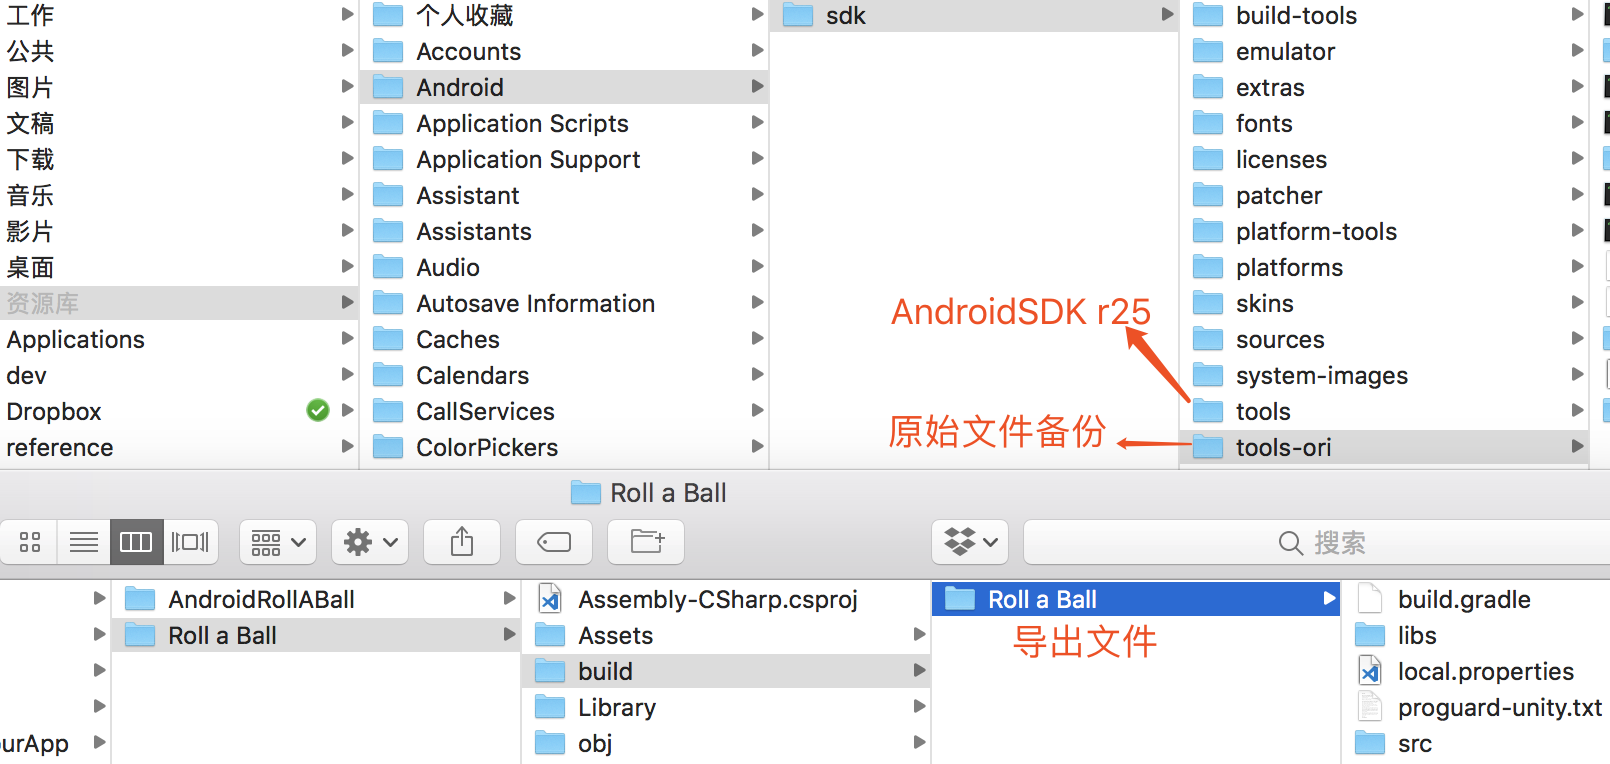 工作
公共
图片
文稿
下载
音乐
影片
桌面
资源库
Applications
dev
Dropbox
reference
个人收藏
Accounts
Android
Application Scripts
Application Support
Assistant
Assistants
Audio
Autosave Information
Caches
Calendars
CallServices
ColorPickers
sdk
AndroidSDK r25
原始文件备份
build-tools
emulator
extras
fonts
licenses
patcher
platform-tools
platforms
skins
sources
system-images
tools
tools-ori
Roll a Ball
搜索
urApp
AndroidRollABall
Roll a Ball
Assembly-CSharp.csproj
Assets
build
Library
obj
Roll a Ball
导出文件
build.gradle
libs
local.properties
proguard-unity.txt
src